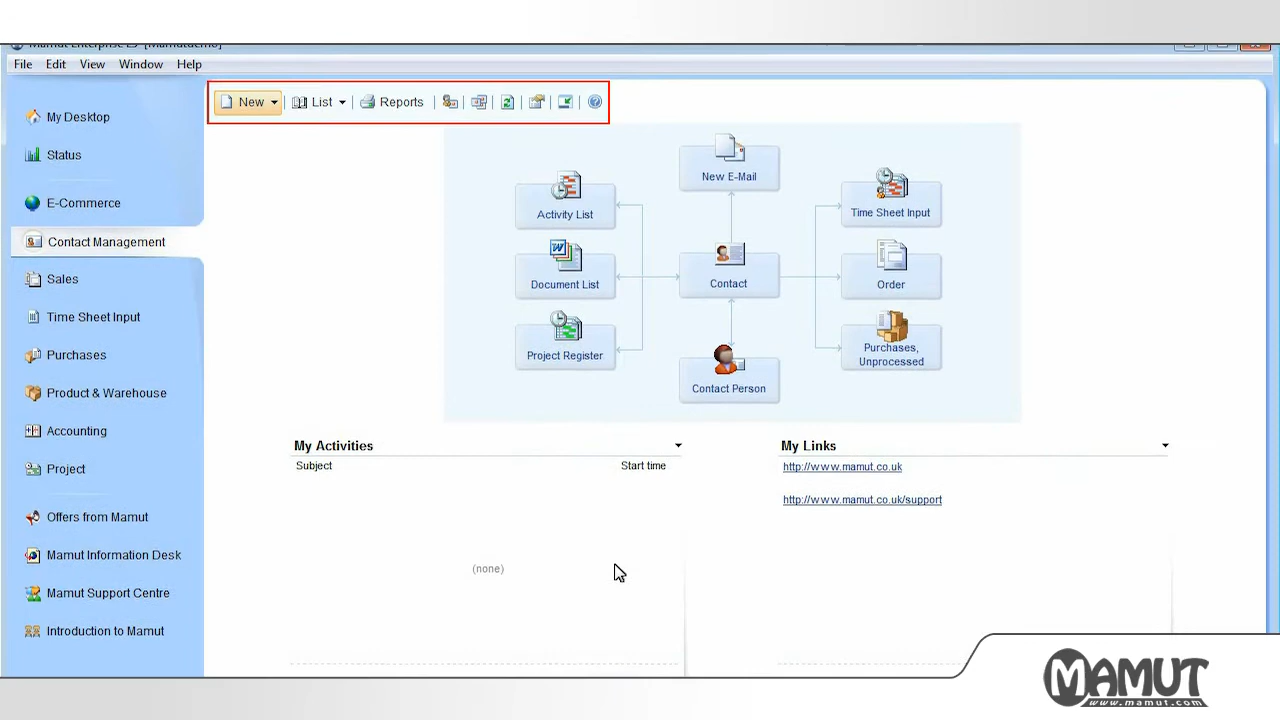 File Edit View Window Help
New List Reports
My Desktop
Status
E-Commerce
Contact Management
Sales
Time Sheet Input
Purchases
Product & Warehouse
Accounting
Project
Offers from Mamut
Mamut Information Desk
Mamut Support Centre
Introduction to Mamut
New E-Mail
Activity List
Time Sheet Input
Document List
Contact
Order
Project Register
Purchases,
Unprocessed
Contact Person
My Activities
Subject Start time
(none)
My Links
http://www.mamut.co.uk
http://www.mamut.co.uk/support
MAMUT
www.mamut.com